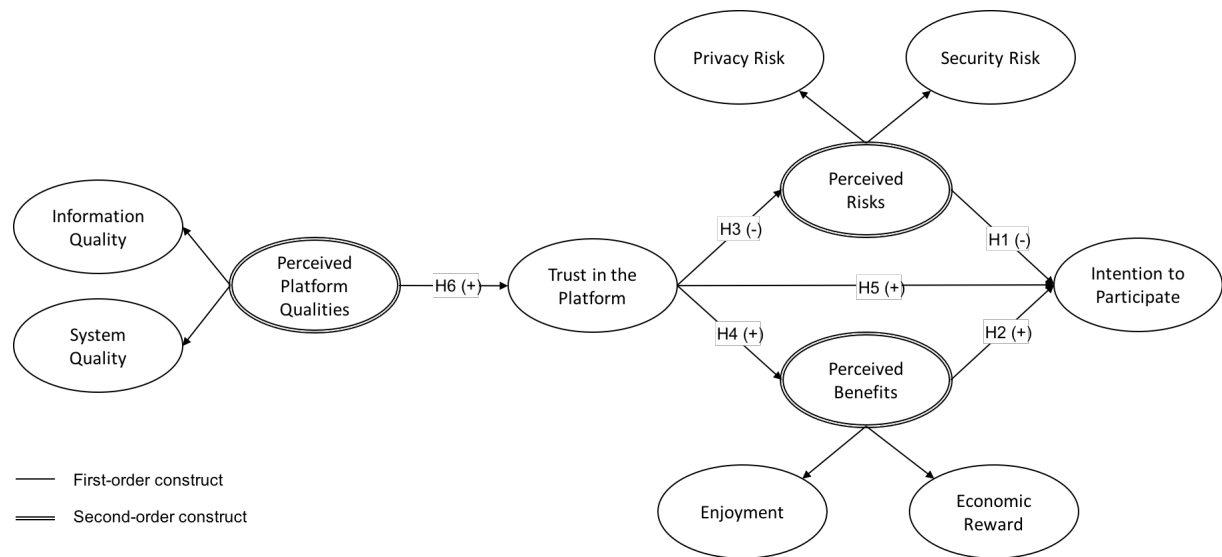 Privacy Risk
Security Risk
Perceived
Risks
Information
Quality
H3 (-)
H1 (-)
Perceived
Platform
Qualities
H6 (+)
Trust in the
Platform
H5 (+)
Intention to
Participate
System
Quality
H4 (+)
H2 (+)
Perceived
Benefits
First-order construct
Second-order construct
Enjoyment
Economic
Reward